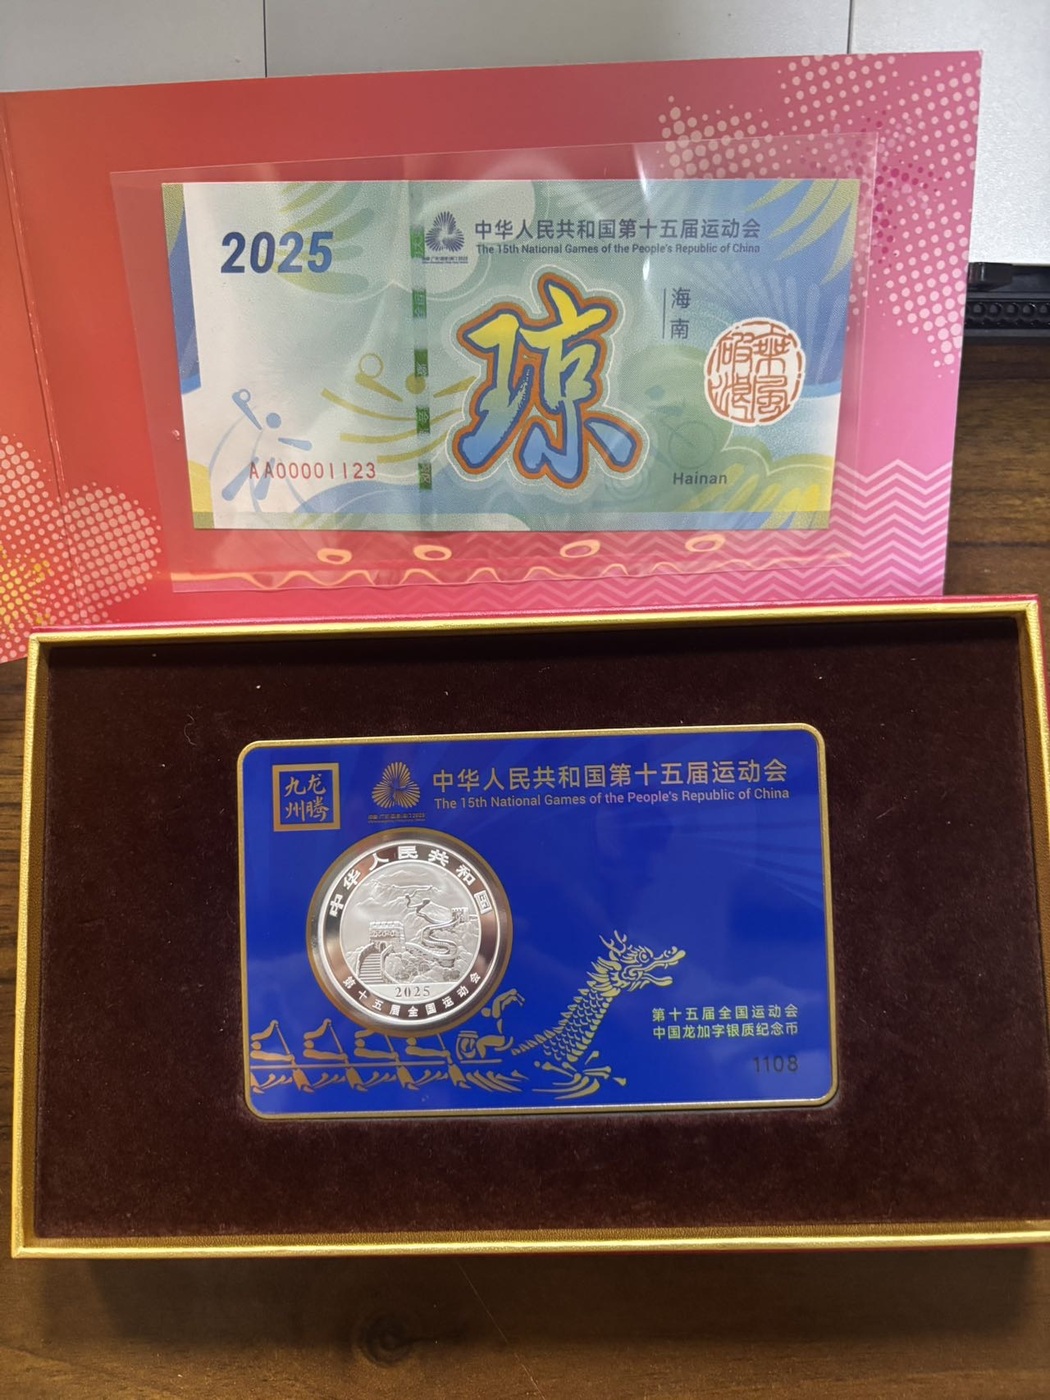 2025
中华人民共和国第十五届运动会
The 15th National Games of the People's Republic of China
海南
琼
乘风破浪
AA00001123
Hainan
九州龙腾
中华人民共和国第十五届运动会
The 15th National Games of the People's Republic of China
中华人民共和国
2025
第十五届全国运动会
第十五届全国运动会
中国龙加字银质纪念币
1108